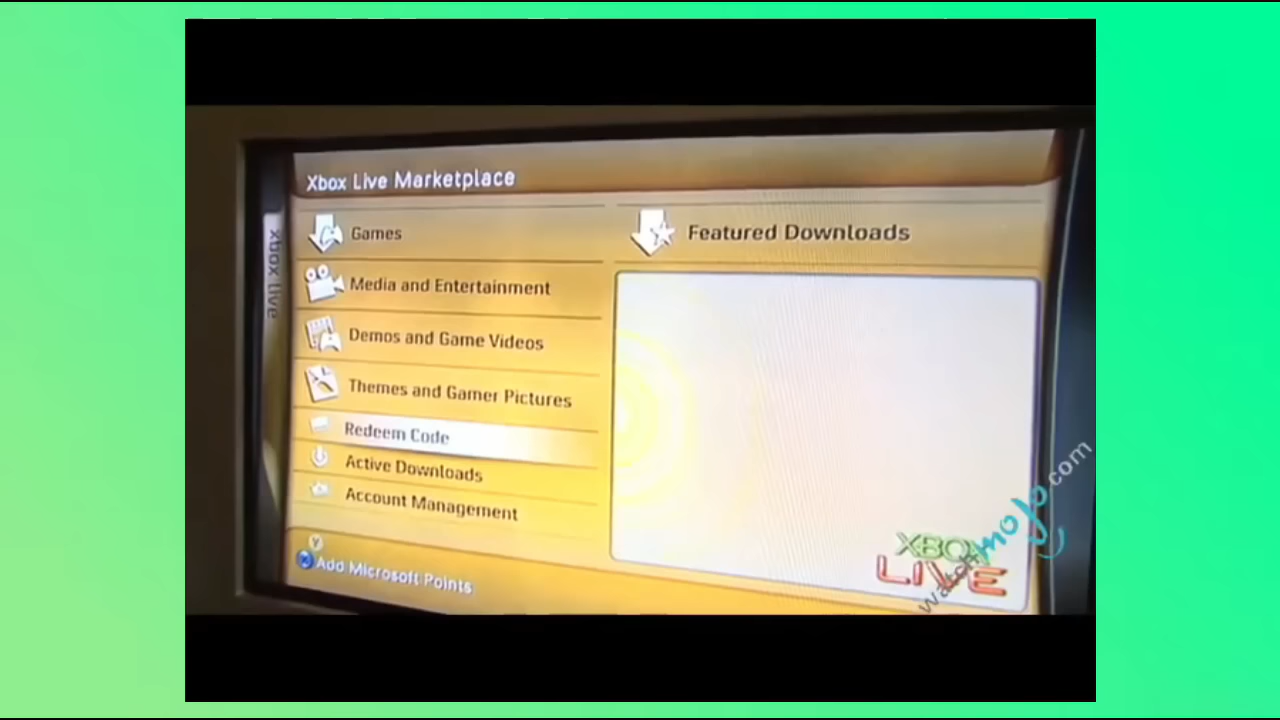 Xbox Live Marketplace
xbox live
Games
Media and Entertainment
Demos and Game Videos
Themes and Gamer Pictures
Redeem Code
Active Downloads
Account Management
Y
X Add Microsoft Points
Featured Downloads
XBOX
LIVE
watchmojo.com